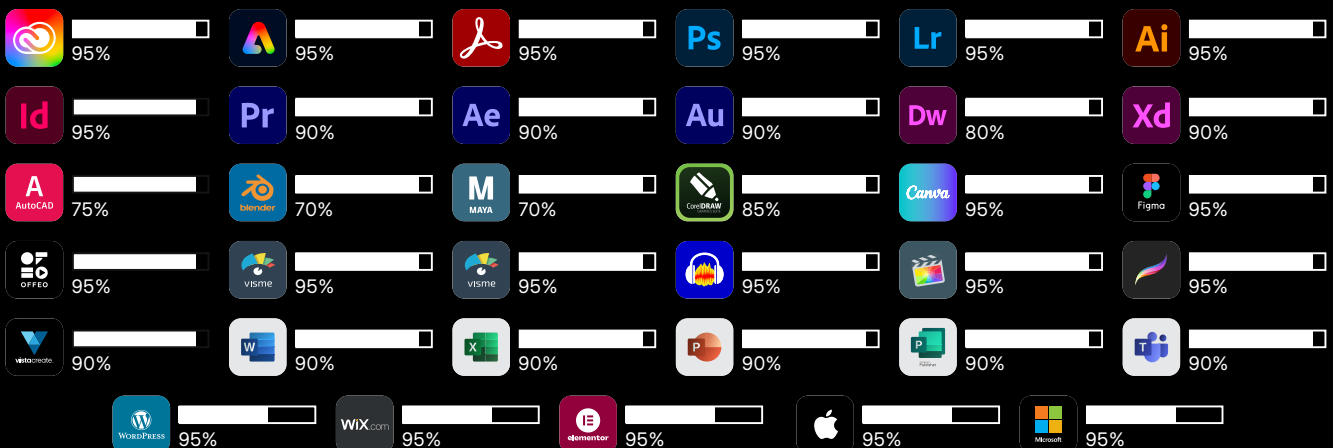 95% 95% 95% 95% 95% 95%
Ps Lr Ai
Id Pr Ae Au Dw Xd
95% 90% 90% 90% 80% 90%
A AutoCAD
blender
M MAYA
CorelDRAW
Canva
Figma
75% 70% 70% 85% 95% 95%
OFFEO
VISME
VISME
95% 95% 95% 95% 95% 95%
vistacreate.
W X P P T
90% 90% 90% 90% 90% 90%
WORDPRESS
WiX.com
elementor
Microsoft
95% 95% 95% 95% 95%